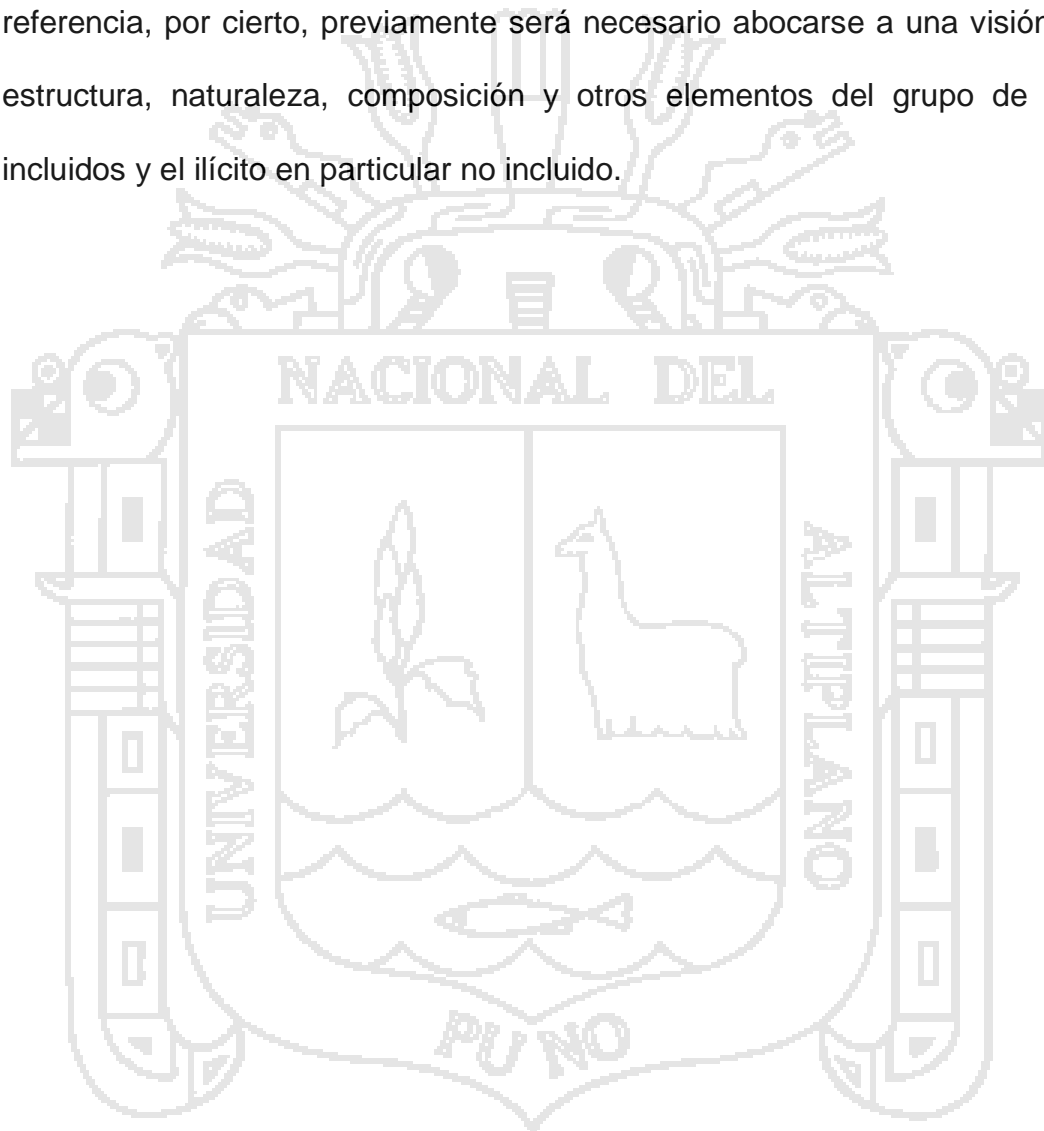 referencia, por cierto, previamente será necesario abocarse a una visión
estructura, naturaleza, composición y otros elementos del grupo de
incluidos y el ilícito en particular no incluido.
NACIONAL DEL
UNIVERSIDAD
ALTIPLANO
PUNO